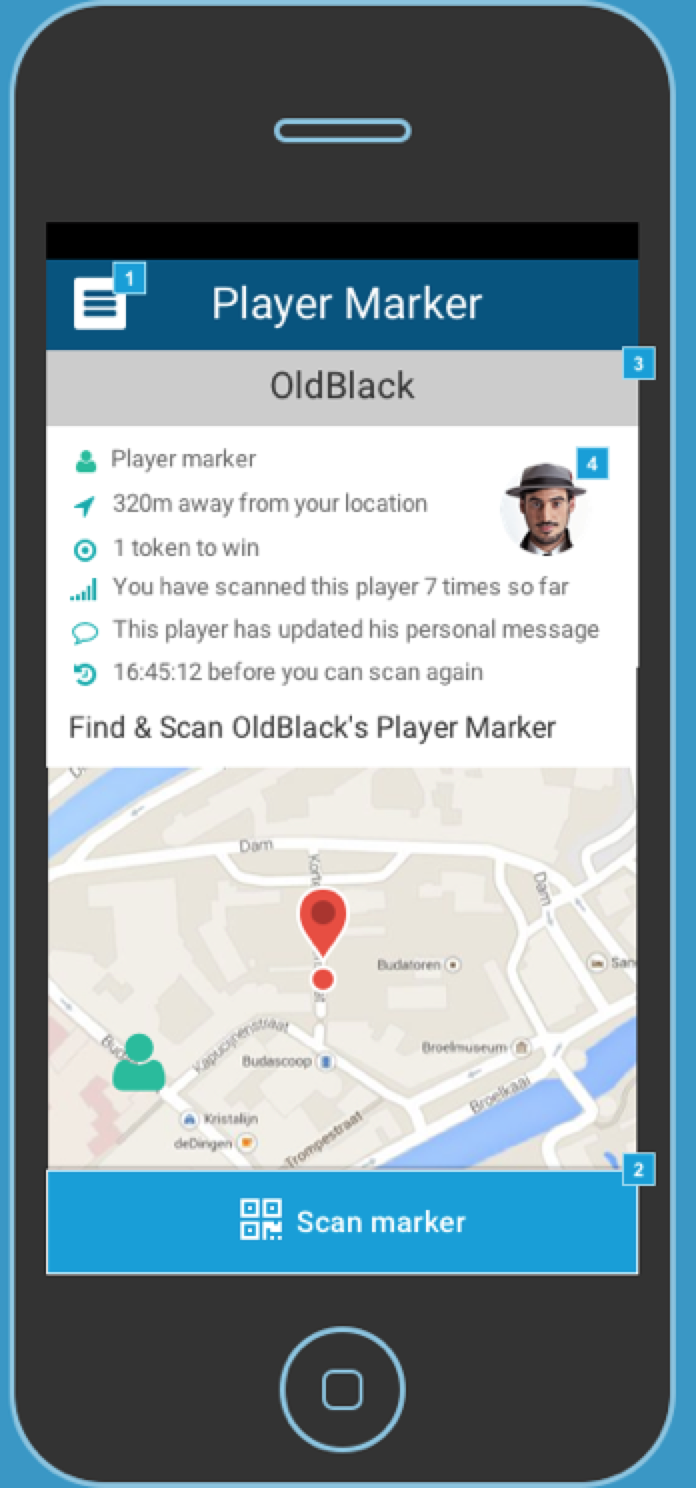 1
Player Marker
3
OldBlack
4
Player marker
320m away from your location
1 token to win
You have scanned this player 7 times so far
This player has updated his personal message
16:45:12 before you can scan again
Find & Scan OldBlack's Player Marker
Dam
Dam
Budatoren
San
Kapucijnenstraat
Broelmuseum
Budascoop
Broelkaai
Kristalijn
deDingen
Trompestraat
2
Scan marker